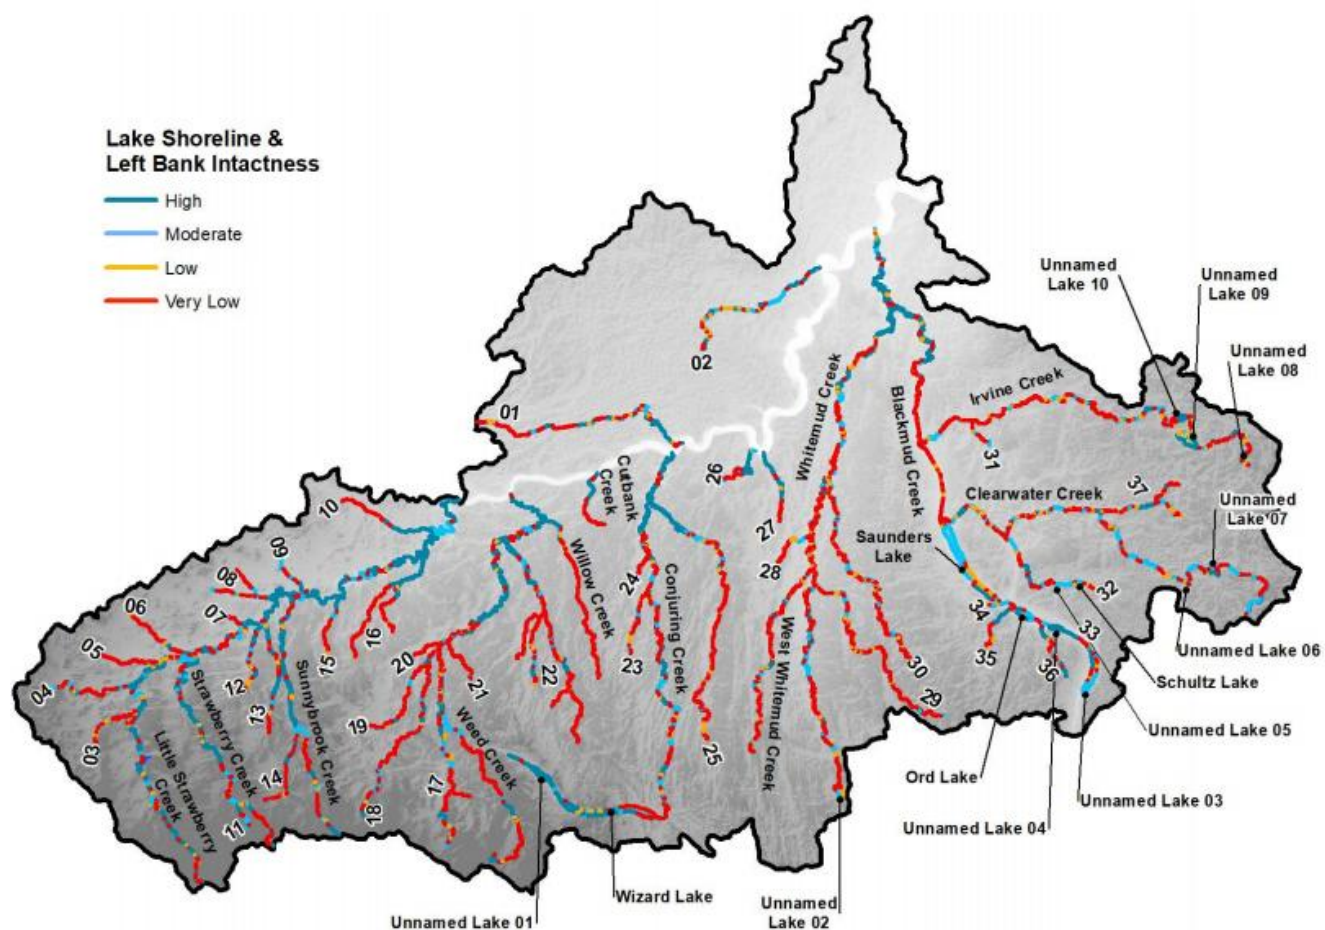 Lake Shoreline &
Left Bank Intactness
High
Moderate
Low
Very Low
Unnamed
Lake 10
Unnamed
Lake 09
Unnamed
Lake 08
02
Whitemud Creek
Blackmud Creek
Irvine Creek
01
31
10
Cutbank
Creek
26
Clearwater Creek
37
Unnamed
Lake 07
09
08
27
28
Saunders
Lake
Willow Creek
24
Conjuring Creek
06
07
05
04
03
12
13
14
15
16
20
21
22
23
25
34
35
36
33
32
30
29
Unnamed Lake 06
Schultz Lake
Unnamed Lake 05
Unnamed Lake 03
Ord Lake
Unnamed Lake 04
Strawberry Creek
Sunnybrook Creek
Little Strawberry
Creek
11
19
18
17
Weed Creek
West Whitemud Creek
Wizard Lake
Unnamed Lake 01
Unnamed
Lake 02